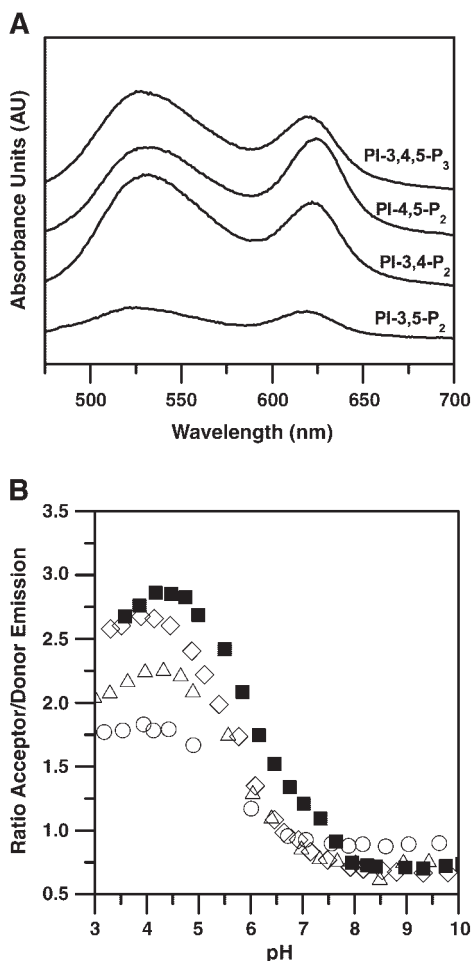 A
Absorbance Units (AU)
PI-3,4,5-P3
PI-4,5-P2
PI-3,4-P2
PI-3,5-P2
500 550 600 650 700
Wavelength (nm)
B
Ratio Acceptor/Donor Emission
3.5
3.0
2.5
2.0
1.5
1.0
0.5
3 4 5 6 7 8 9 10
pH